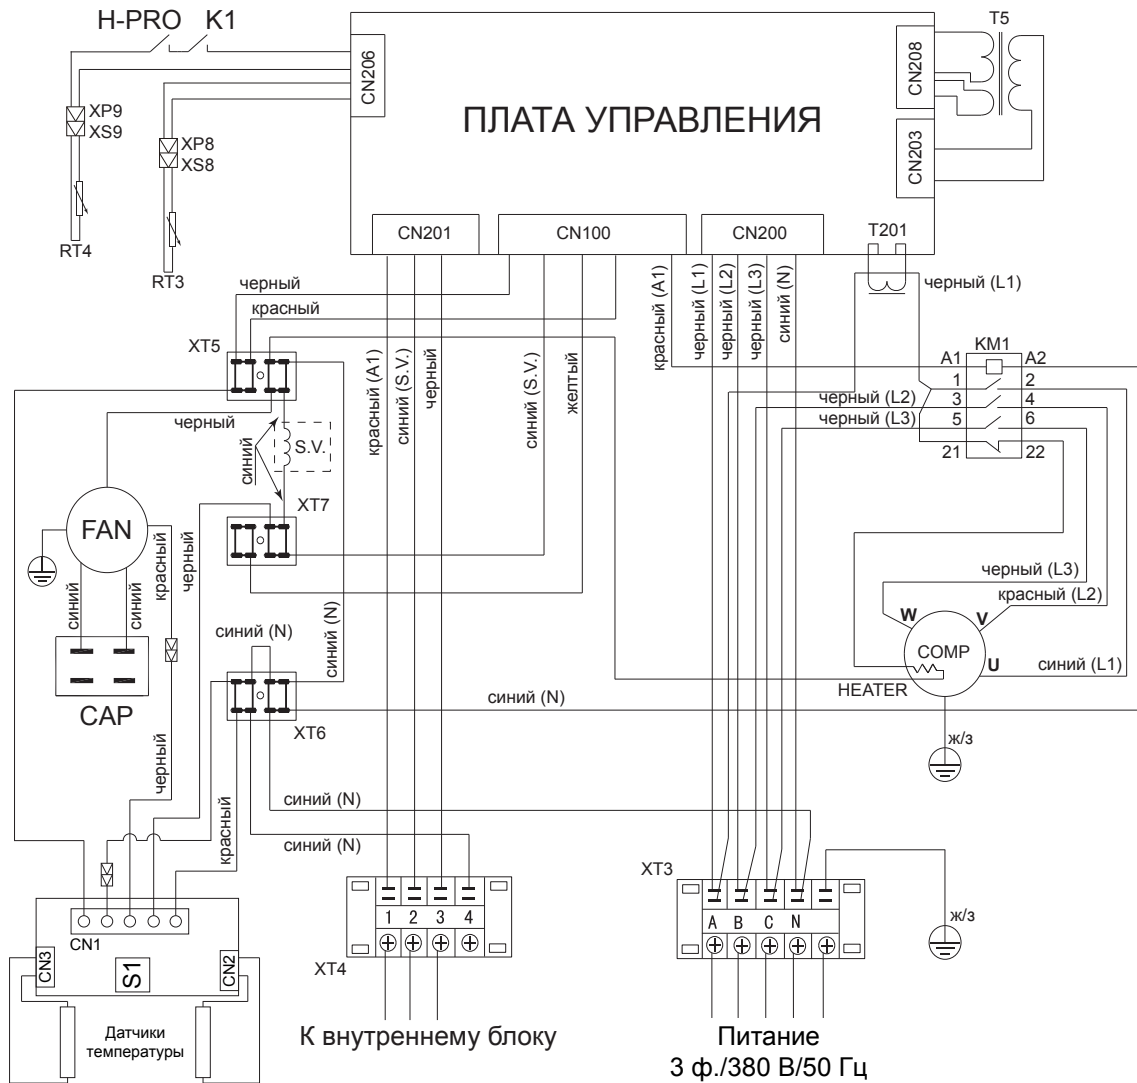 H-PRO K1
T5
CN206
CN208
XP9
XS9
ПЛАТА УПРАВЛЕНИЯ
XP8
XS8
CN203
RT4
RT3
CN201
CN100
CN200
T201
черный
красный
красный (A1)
черный (L1)
черный (L2)
черный (L3)
синий (N)
черный (L1)
XT5
KM1
A1
A2
1
2
3
4
5
6
21
22
черный (L2)
черный (L3)
красный (A1)
синий (S.V.)
черный
синий (S.V.)
желтый
черный
синий
S.V.
XT7
FAN
красный
черный
синий
синий
CAP
синий (N)
синий (N)
черный (L3)
красный (L2)
W
V
COMP
U
синий (L1)
HEATER
синий (N)
XT6
ж/з
черный
красный
синий (N)
синий (N)
XT3
A B C N
1 2 3 4
ж/з
CN1
CN3
S1
CN2
XT4
Датчики
температуры
К внутреннему блоку
Питание
3 ф./380 В/50 Гц